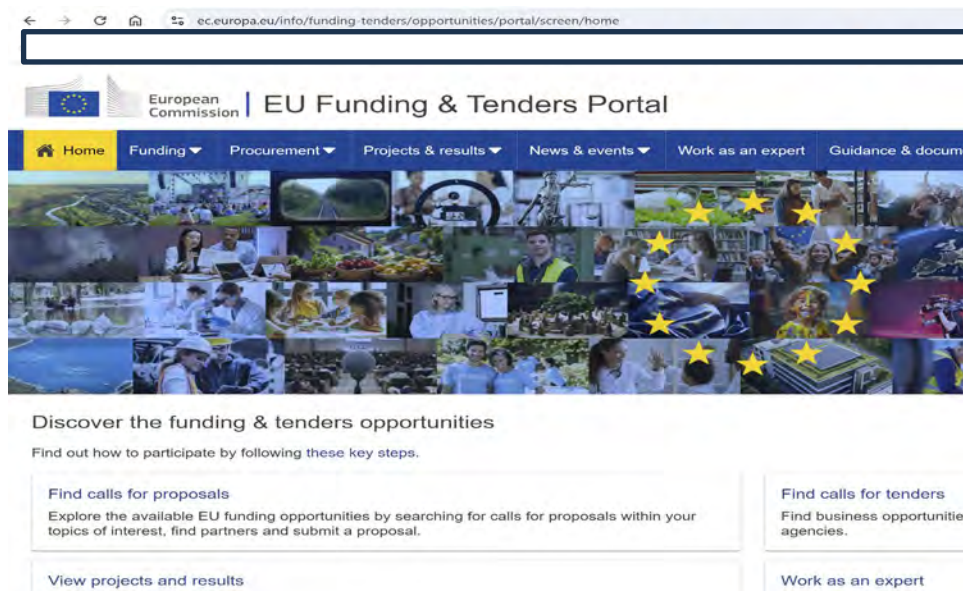 ec.europa.eu/info/funding-tenders/opportunities/portal/screen/home
European
Commission
EU Funding & Tenders Portal
Home Funding Procurement Projects & results News & events Work as an expert Guidance & docum
Discover the funding & tenders opportunities
Find out how to participate by following these key steps.
Find calls for proposals
Explore the available EU funding opportunities by searching for calls for proposals within your
topics of interest, find partners and submit a proposal.
Find calls for tenders
Find business opportunitie
agencies.
View projects and results
Work as an expert